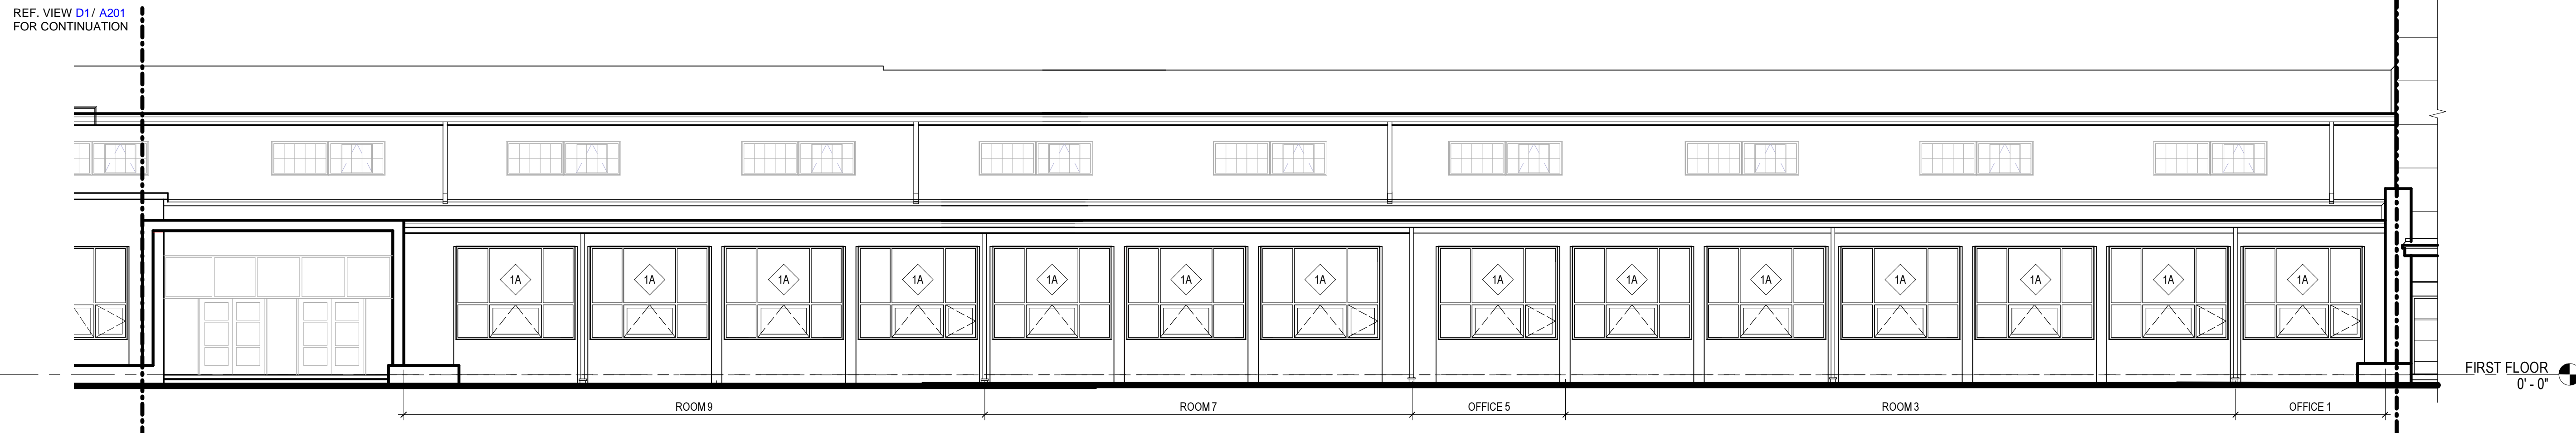 REF. VIEW D1/ A201
FOR CONTINUATION
1A 1A 1A 1A 1A 1A 1A 1A 1A 1A 1A 1A 1A 1A
FIRST FLOOR
0' - 0"
ROOM 9 ROOM 7 OFFICE 5 ROOM 3 OFFICE 1